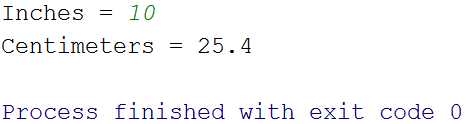 Inches = 10
Centimeters = 25.4
Process finished with exit code 0